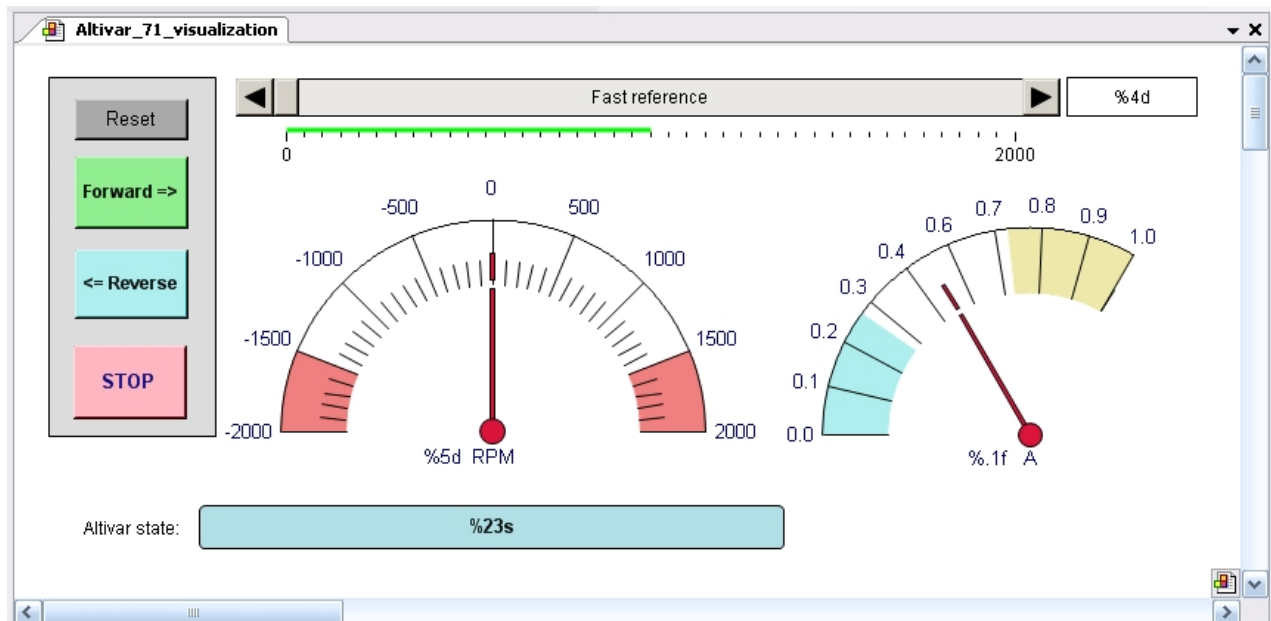 Altivar_71_visualization
Reset
Forward =>
<= Reverse
STOP
Fast reference
%4d
0 2000
-2000 -1500 -1000 -500 0 500 1000 1500 2000
%5d RPM
0.0 0.1 0.2 0.3 0.4 0.6 0.7 0.8 0.9 1.0
%.1f A
Altivar state:
%23s